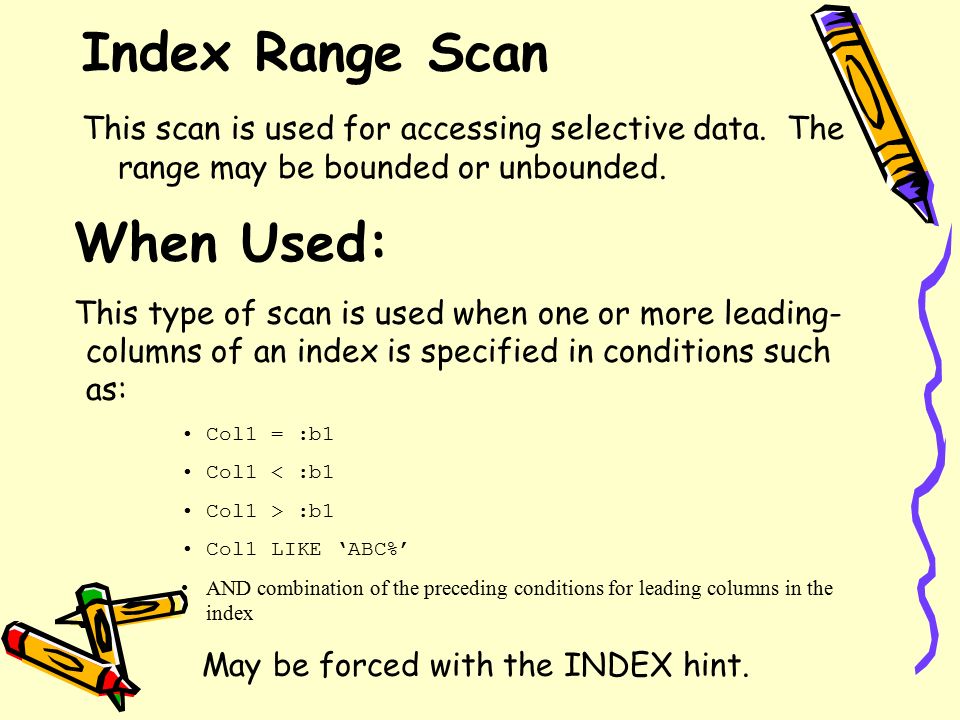 Index Range Scan
This scan is used for accessing selective data. The
range may be bounded or unbounded.
When Used:
This type of scan is used when one or more leading-
columns of an index is specified in conditions such
as:
• Col1 = :b1
• Col1 < :b1
• Col1 > :b1
• Col1 LIKE ‘ABC%’
• AND combination of the preceding conditions for leading columns in the
index
May be forced with the INDEX hint.